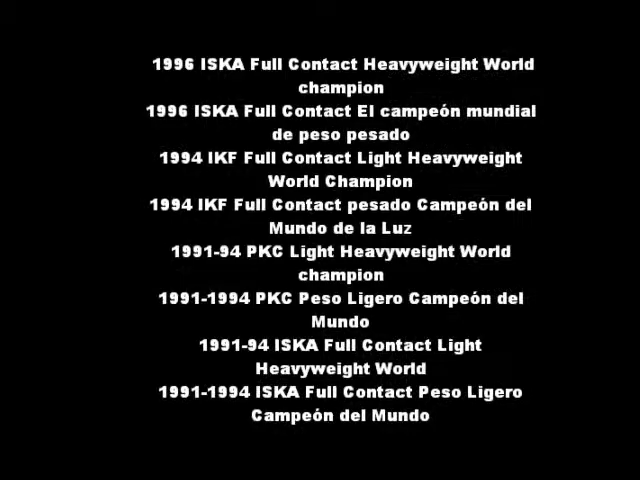 1996 ISKA Full Contact Heavyweight World
champion
1996 ISKA Full Contact El campeón mundial
de peso pesado
1994 IKF Full Contact Light Heavyweight
World Champion
1994 IKF Full Contact pesado Campeón del
Mundo de la Luz
1991-94 PKC Light Heavyweight World
champion
1991-1994 PKC Peso Ligero Campeón del
Mundo
1991-94 ISKA Full Contact Light
Heavyweight World
1991-1994 ISKA Full Contact Peso Ligero
Campeón del Mundo